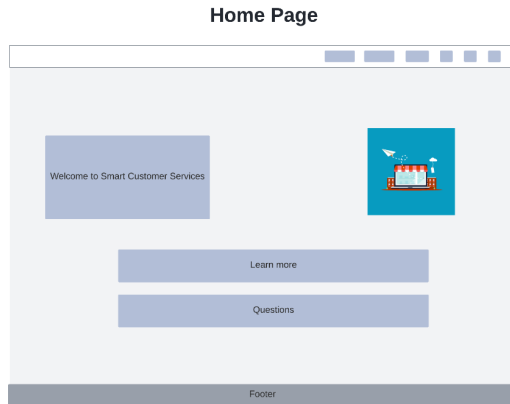 Home Page
Welcome to Smart Customer Services
Learn more
Questions
Footer